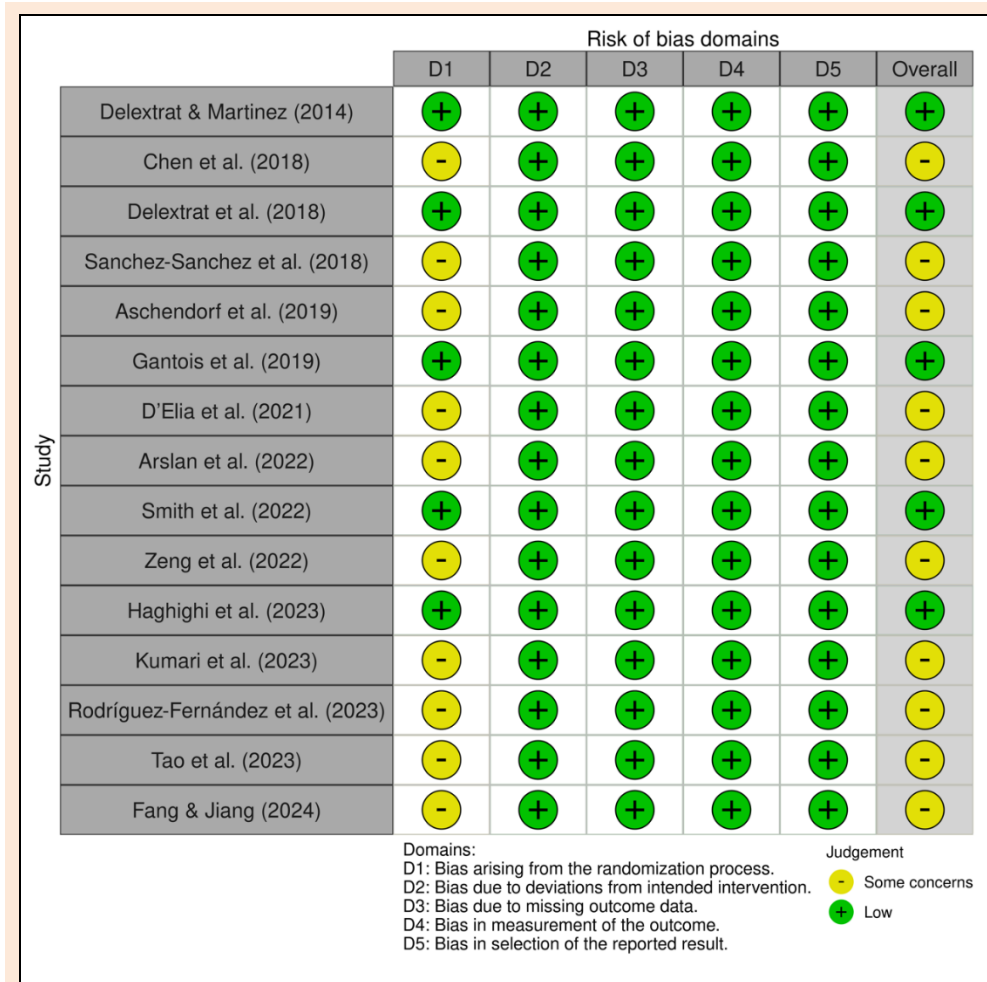 Risk of bias domains
D1 D2 D3 D4 D5 Overall
Study
Delextrat & Martinez (2014) + + + + + +
Chen et al. (2018) - + + + + -
Delextrat et al. (2018) + + + + + +
Sanchez-Sanchez et al. (2018) - + + + + -
Aschendorf et al. (2019) - + + + + -
Gantois et al. (2019) + + + + + +
D'Elia et al. (2021) - + + + + -
Arslan et al. (2022) - + + + + -
Smith et al. (2022) + + + + + +
Zeng et al. (2022) - + + + + -
Haghighi et al. (2023) + + + + + +
Kumari et al. (2023) - + + + + -
Rodríguez-Fernández et al. (2023) - + + + + -
Tao et al. (2023) - + + + + -
Fang & Jiang (2024) - + + + + -
Domains:
D1: Bias arising from the randomization process.
D2: Bias due to deviations from intended intervention.
D3: Bias due to missing outcome data.
D4: Bias in measurement of the outcome.
D5: Bias in selection of the reported result.
Judgement
- Some concerns
+ Low